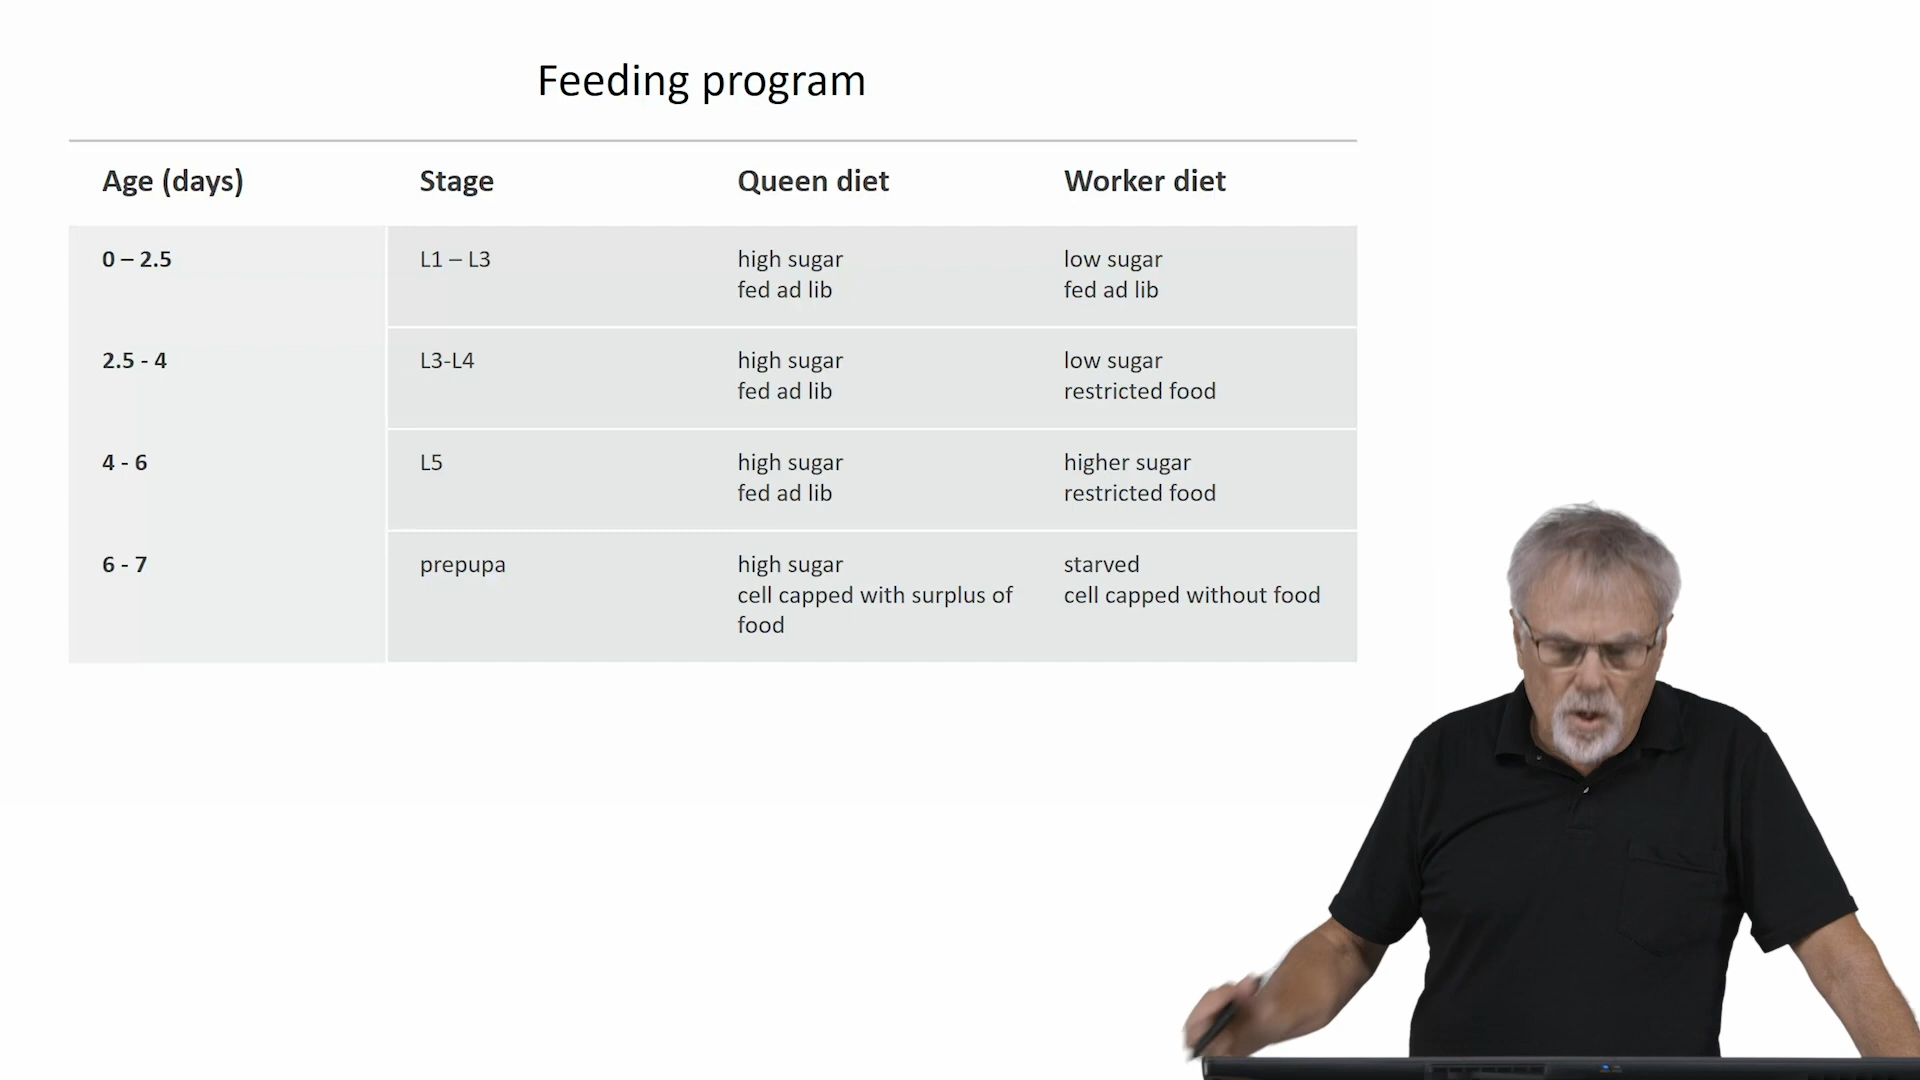 Feeding program
Age (days) Stage Queen diet Worker diet
0 – 2.5 L1 – L3 high sugar low sugar
fed ad lib fed ad lib
2.5 - 4 L3-L4 high sugar low sugar
fed ad lib restricted food
4 - 6 L5 high sugar higher sugar
fed ad lib restricted food
6 - 7 prepupa high sugar starved
cell capped with surplus of cell capped without food
food